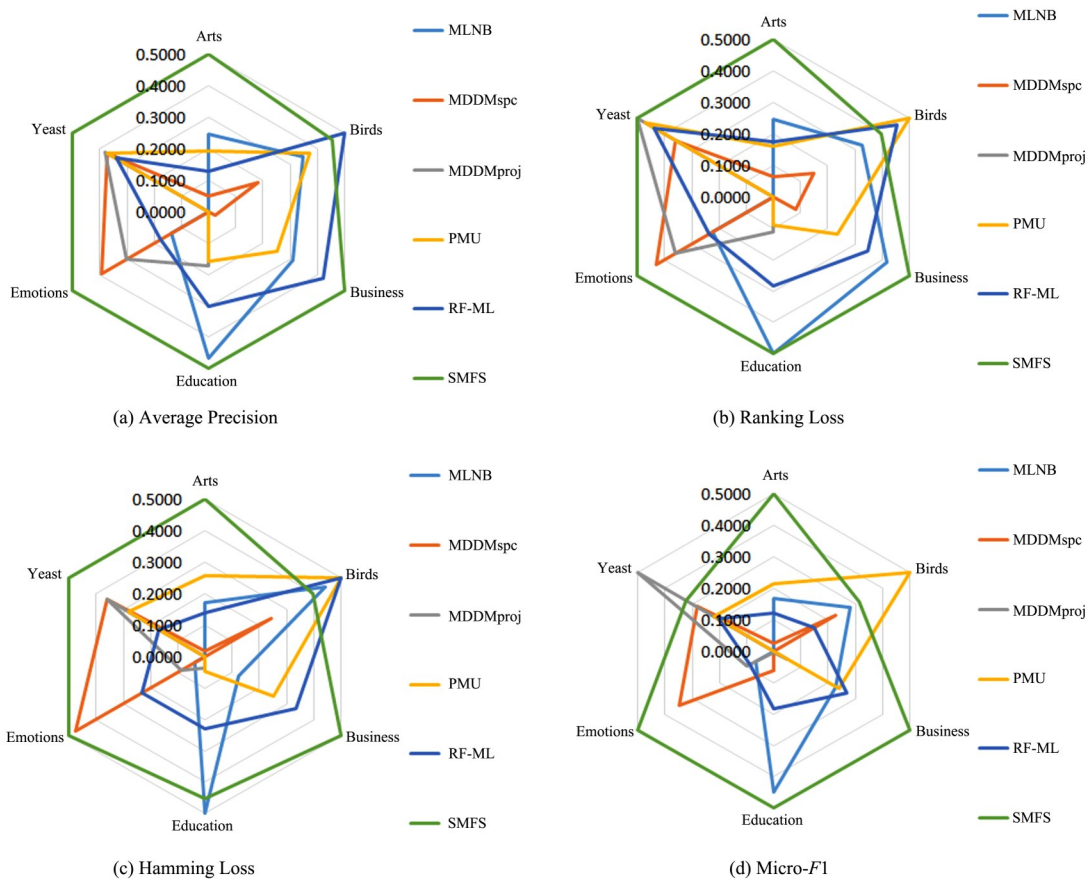 Arts
0.5000
0.4000
0.3000
0.2000
0.1000
0.0000
Yeast
Birds
Emotions
Business
Education
MLNB
MDDMspc
MDDMproj
PMU
RF-ML
SMFS
(a) Average Precision
Arts
0.5000
0.4000
0.3000
0.2000
0.1000
0.0000
Yeast
Birds
Emotions
Business
Education
MLNB
MDDMspc
MDDMproj
PMU
RF-ML
SMFS
(b) Ranking Loss
Arts
0.5000
0.4000
0.3000
0.2000
0.1000
0.0000
Yeast
Birds
Emotions
Business
Education
MLNB
MDDMspc
MDDMproj
PMU
RF-ML
SMFS
(c) Hamming Loss
Arts
0.5000
0.4000
0.3000
0.2000
0.1000
0.0000
Yeast
Birds
Emotions
Business
Education
MLNB
MDDMspc
MDDMproj
PMU
RF-ML
SMFS
(d) Micro-F1